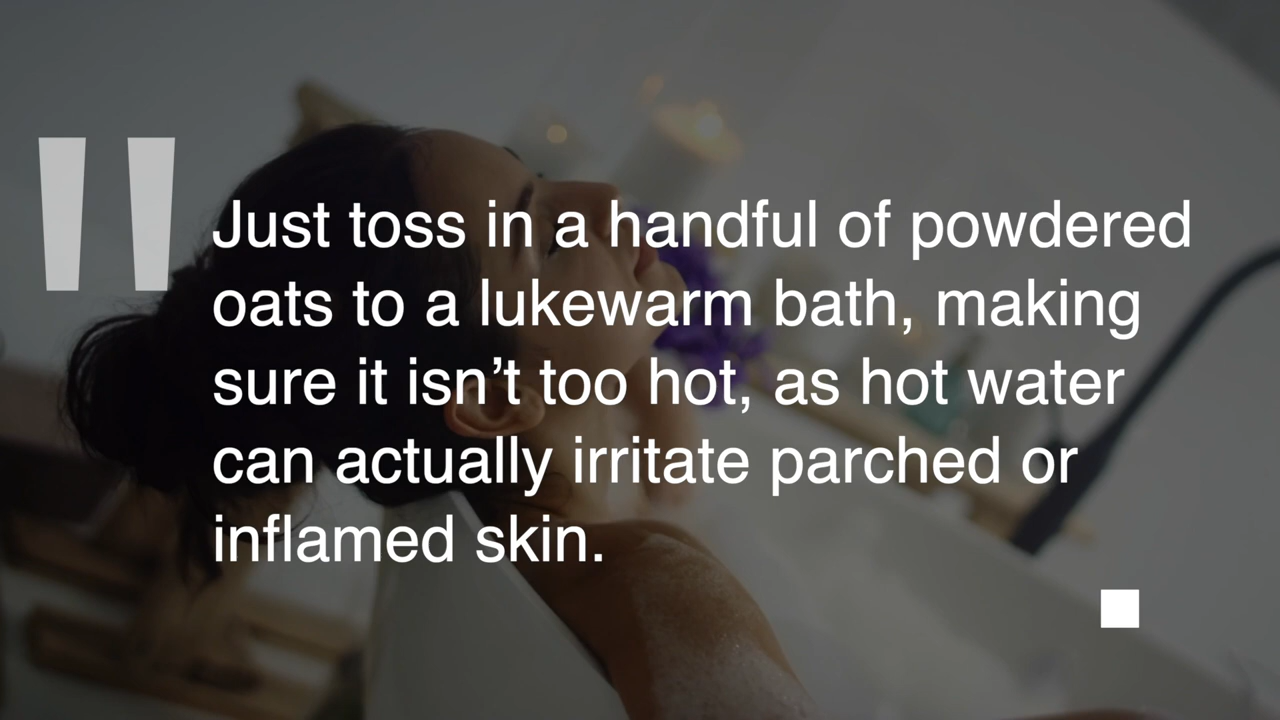 "
Just toss in a handful of powdered
oats to a lukewarm bath, making
sure it isn’t too hot, as hot water
can actually irritate parched or
inflamed skin.